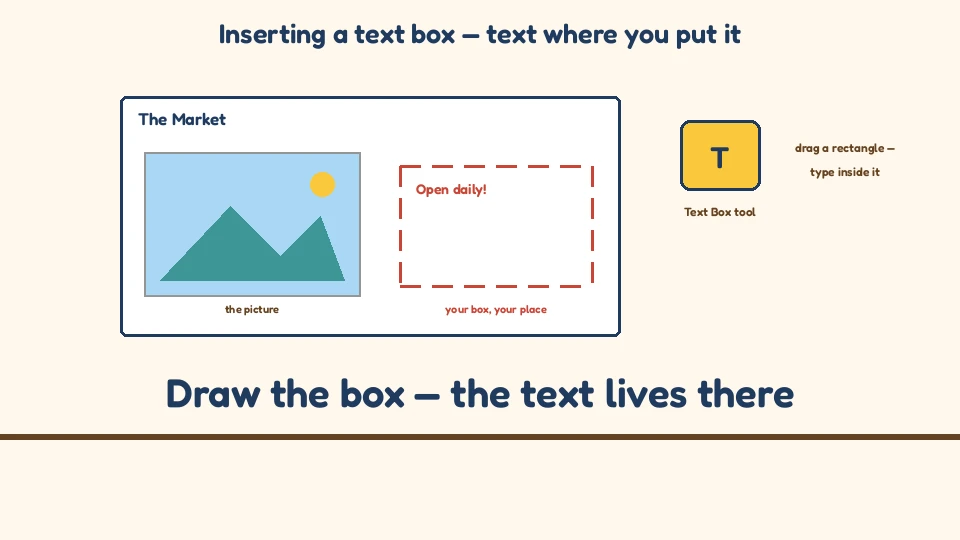 Inserting a text box – text where you put it
The Market
Open daily!
the picture
your box, your place
T
Text Box tool
drag a rectangle –
type inside it
Draw the box – the text lives there